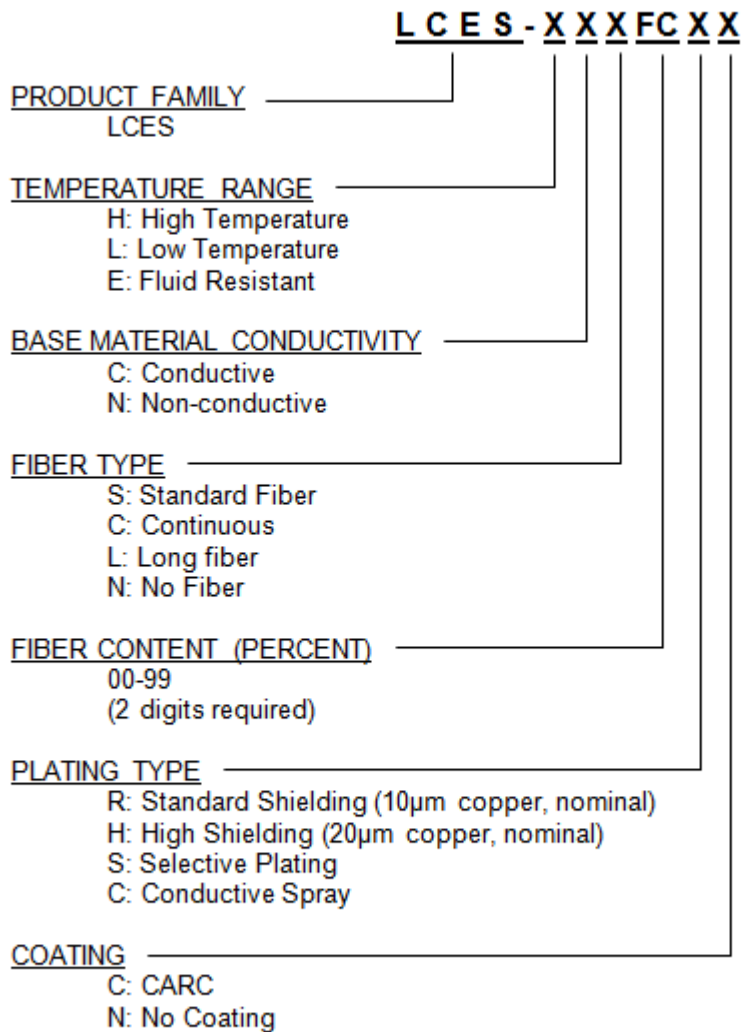 LCES-XXXFCXX
PRODUCT FAMILY
LCES
TEMPERATURE RANGE
H: High Temperature
L: Low Temperature
E: Fluid Resistant
BASE MATERIAL CONDUCTIVITY
C: Conductive
N: Non-conductive
FIBER TYPE
S: Standard Fiber
C: Continuous
L: Long fiber
N: No Fiber
FIBER CONTENT (PERCENT)
00-99
(2 digits required)
PLATING TYPE
R: Standard Shielding (10µm copper, nominal)
H: High Shielding (20µm copper, nominal)
S: Selective Plating
C: Conductive Spray
COATING
C: CARC
N: No Coating